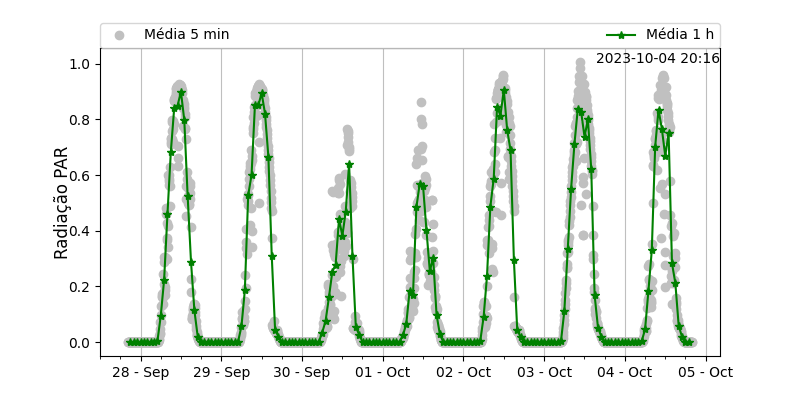 Média 5 min
Média 1 h
2023-10-04 20:16
Radiação PAR
1.0
0.8
0.6
0.4
0.2
0.0
28 - Sep
29 - Sep
30 - Sep
01 - Oct
02 - Oct
03 - Oct
04 - Oct
05 - Oct